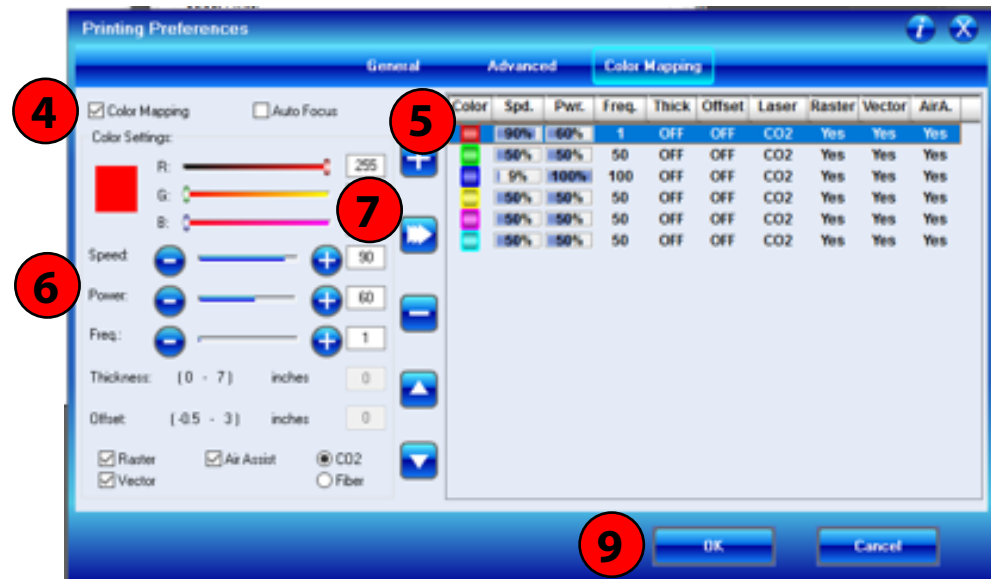 Printing Preferences
i X
General Advanced Color Mapping
4 Color Mapping Auto Focus
5
Color Spd. Pwr. Freq. Thick Offset Laser Raster Vector AirA.
90% 60% 1 OFF OFF CO2 Yes Yes Yes
50% 50% 50 OFF OFF CO2 Yes Yes Yes
9% 100% 100 OFF OFF CO2 Yes Yes Yes
50% 50% 50 OFF OFF CO2 Yes Yes Yes
50% 50% 50 OFF OFF CO2 Yes Yes Yes
50% 50% 50 OFF OFF CO2 Yes Yes Yes
Color Settings:
R: 255
G:
7
B:
Speed: 90
6
Power: 60
Freq.: 1
Thickness: (0 - 7) inches 0
Offset: (-0.5 - 3) inches 0
Raster Air Assist CO2
Vector Fiber
9 OK Cancel